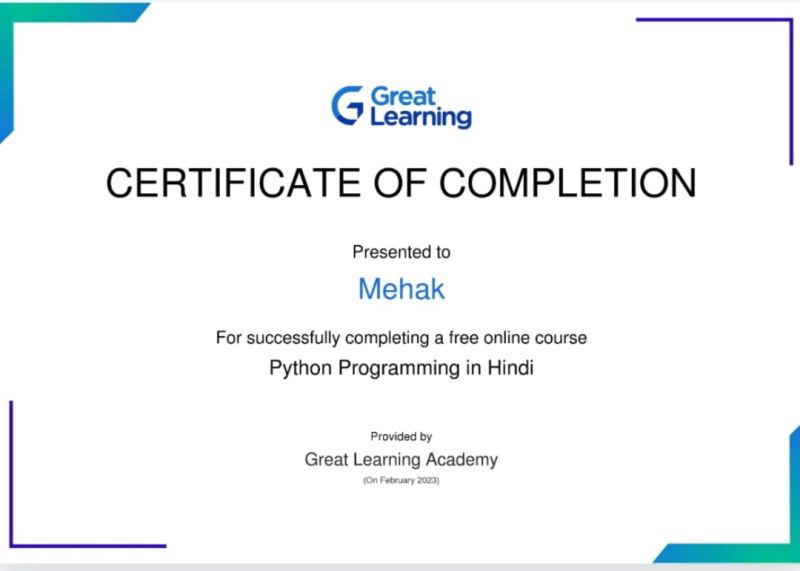 Great
Learning
CERTIFICATE OF COMPLETION
Presented to
Mehak
For successfully completing a free online course
Python Programming in Hindi
Provided by
Great Learning Academy
(On February 2023)